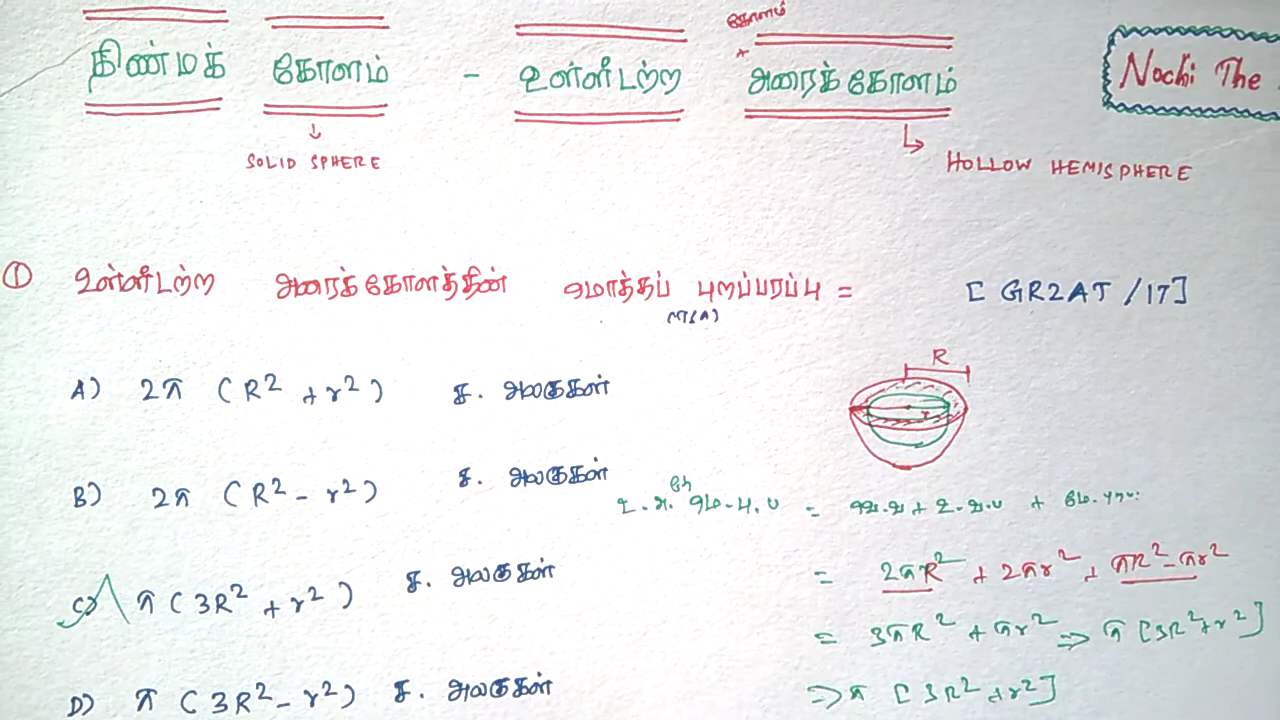 கோளம்
திண்மக் கோளம் - உள்ளீடற்ற அரைக்கோளம்
Nochi The
SOLID SPHERE
HOLLOW HEMISPHERE
① உள்ளீடற்ற அரைக்கோளத்தின் மொத்தப் புறப்பரப்பு = [GR2AT/17]
R
A) 2π (R² + r²) ச. அலகுகள்
r
B) 2π (R² - r²) ச. அலகுகள்
C) π (3R² + r²) ச. அலகுகள்
= 2πR² + 2πr² + πR² - πr²
= 3πR² + πr² => π [3R² + r²]
D) π (3R² - r²) ச. அலகுகள்
=> π [3R² + r²]